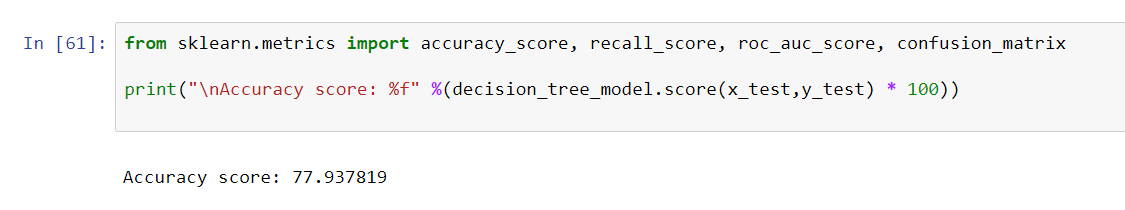 In [61]: from sklearn.metrics import accuracy_score, recall_score, roc_auc_score, confusion_matrix
print("\nAccuracy score: %f" %(decision_tree_model.score(x_test,y_test) * 100))
Accuracy score: 77.937819